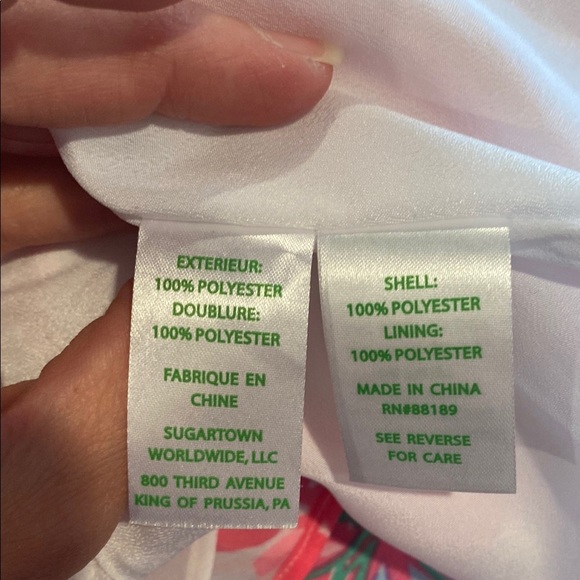 EXTERIEUR:
100% POLYESTER
DOUBLURE:
100% POLYESTER
FABRIQUE EN
CHINE
SUGARTOWN
WORLDWIDE, LLC
800 THIRD AVENUE
KING OF PRUSSIA, PA
SHELL:
100% POLYESTER
LINING:
100% POLYESTER
MADE IN CHINA
RN#88189
SEE REVERSE
FOR CARE